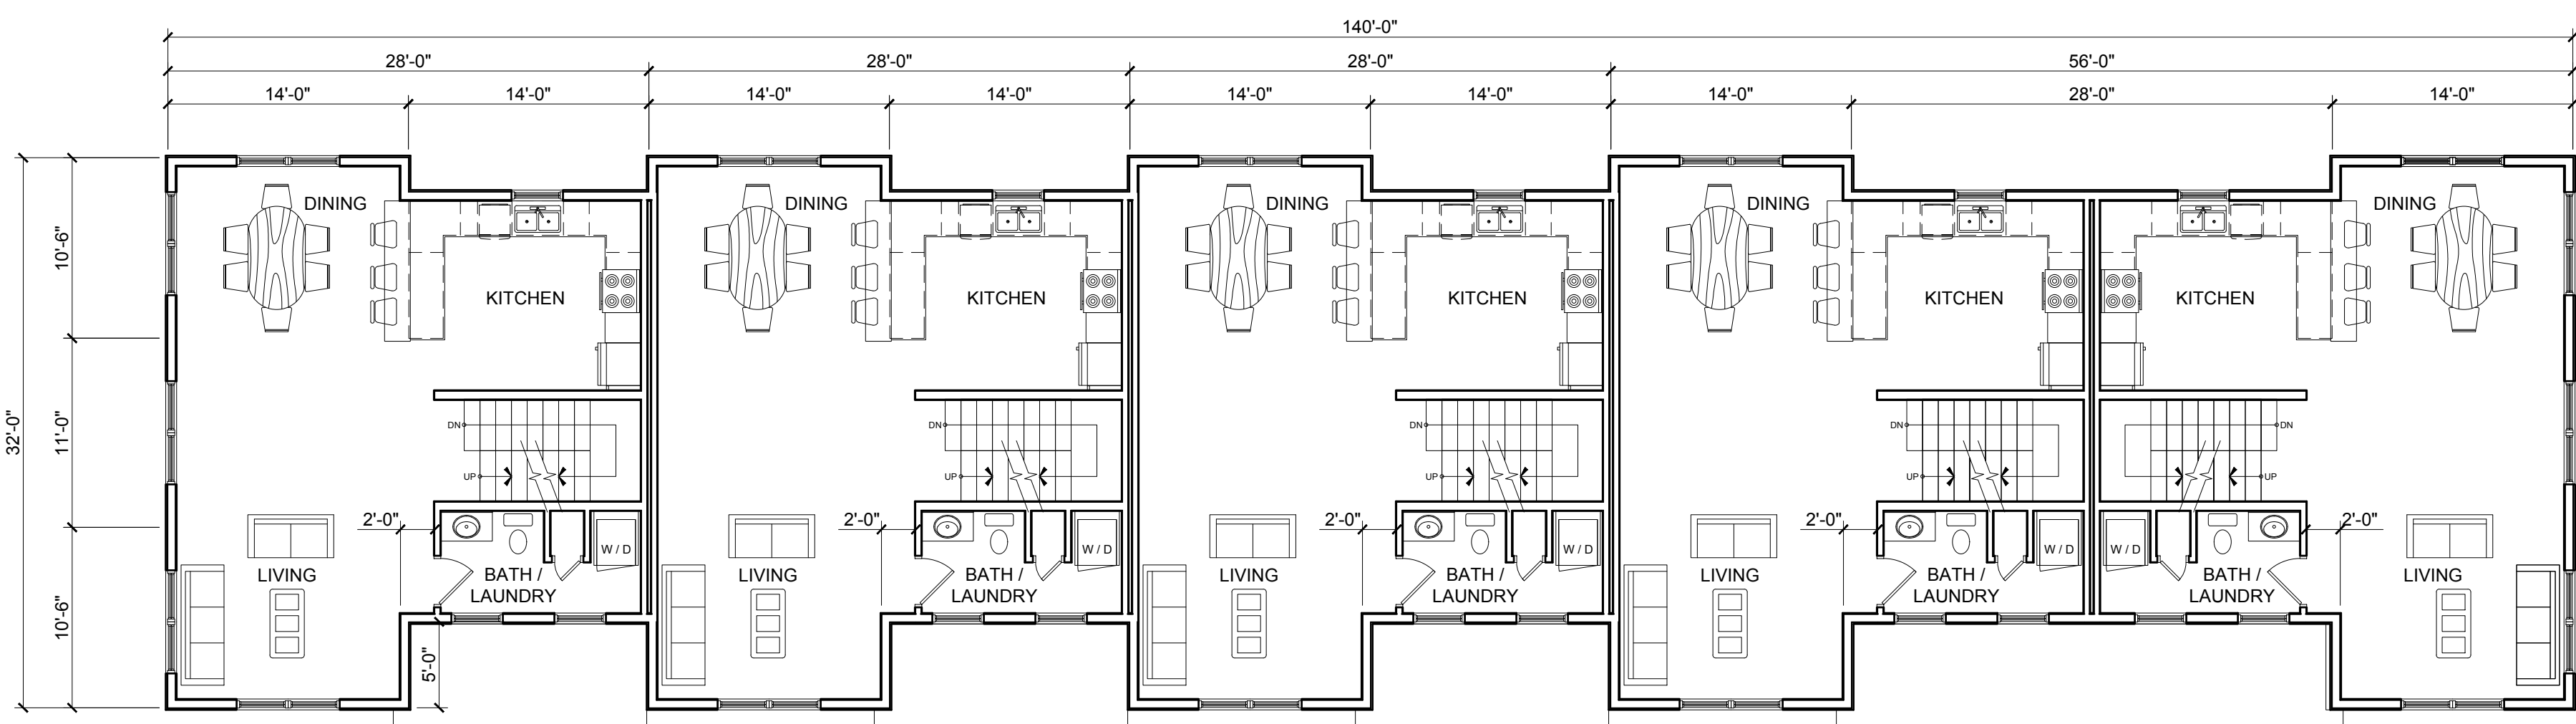 140'-0"
28'-0" 28'-0" 28'-0" 56'-0"
14'-0" 14'-0" 14'-0" 14'-0" 14'-0" 14'-0" 14'-0" 28'-0" 14'-0"
DINING DINING DINING DINING DINING
10'-6"
KITCHEN KITCHEN KITCHEN KITCHEN KITCHEN
32'-0"
11'-0"
DN DN DN DN DN
UP UP UP UP UP
2'-0" 2'-0" 2'-0" 2'-0" 2'-0"
W / D W / D W / D W / D W / D
LIVING BATH / LIVING BATH / LIVING BATH / LIVING BATH / BATH / LIVING
LAUNDRY LAUNDRY LAUNDRY LAUNDRY LAUNDRY
10'-6"
5'-0"